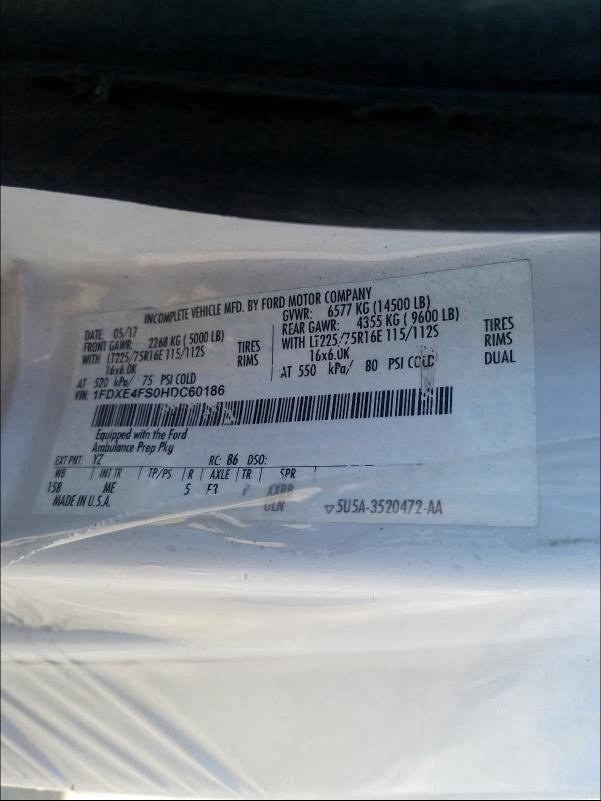 INCOMPLETE VEHICLE MFD. BY FORD MOTOR COMPANY
DATE: 05/17
GVWR: 6577 KG (14500 LB)
FRONT GAWR: 2268 KG (5000 LB)
REAR GAWR: 4355 KG (9600 LB)
WITH LT225/75R16E 115/112S TIRES
WITH LT225/75R16E 115/112S TIRES
16x6.0K RIMS
16x6.0K RIMS
AT 520 kPa/ 75 PSI COLD
AT 550 kPa/ 80 PSI COLD DUAL
VIN: 1FDXE4FS0HDC60186
Equipped with the Ford
Ambulance Prep Pkg
EXT PNT: YZ RC: 86 DSO:
WB INT TR TP/PS R AXLE TR SPR
158 ME 5 XXBB
MADE IN U.S.A. ULN ▽5U5A-3520472-AA